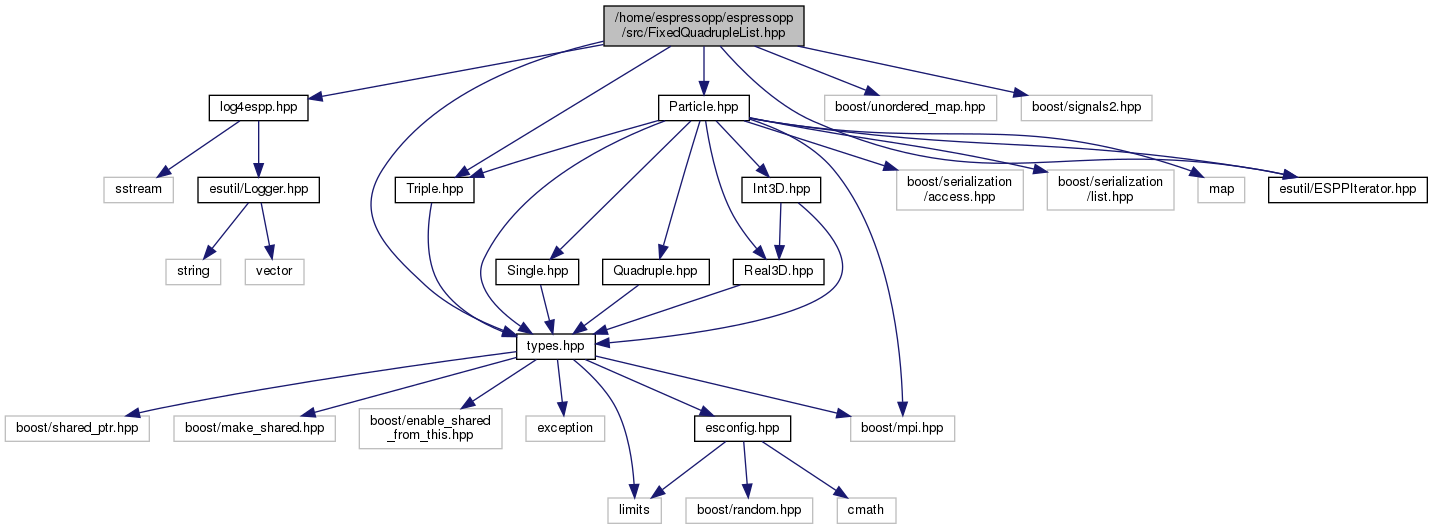 /home/espressopp/espressopp
/src/FixedQuadrupleList.hpp
log4espp.hpp
Particle.hpp
boost/unordered_map.hpp
boost/signals2.hpp
sstream
esutil/Logger.hpp
Triple.hpp
Int3D.hpp
boost/serialization
/access.hpp
boost/serialization
/list.hpp
map
esutil/ESPPIterator.hpp
string
vector
Single.hpp
Quadruple.hpp
Real3D.hpp
types.hpp
boost/shared_ptr.hpp
boost/make_shared.hpp
boost/enable_shared
_from_this.hpp
exception
esconfig.hpp
boost/mpi.hpp
limits
boost/random.hpp
cmath